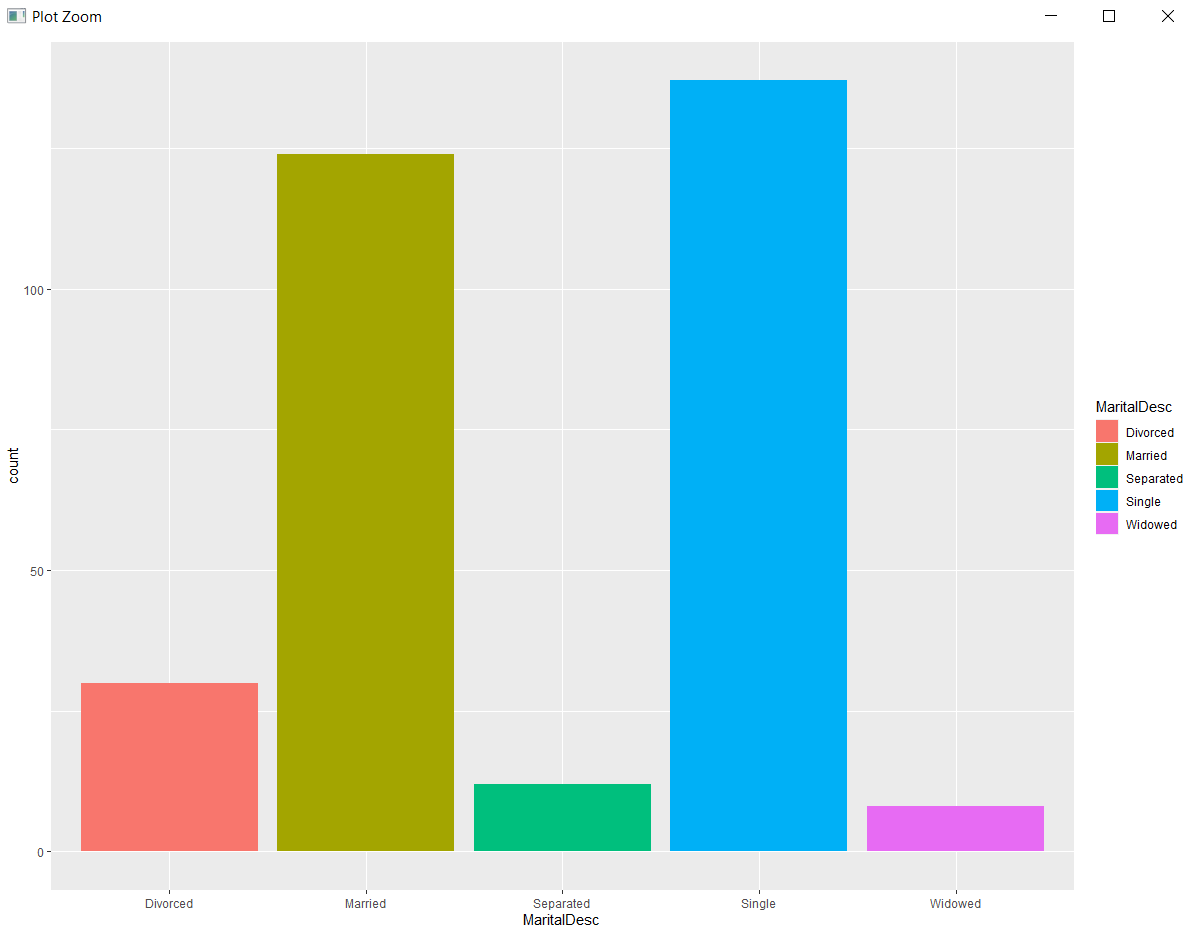 Plot Zoom
count
100
50
0
Divorced Married Separated Single Widowed
MaritalDesc
MaritalDesc
Divorced
Married
Separated
Single
Widowed